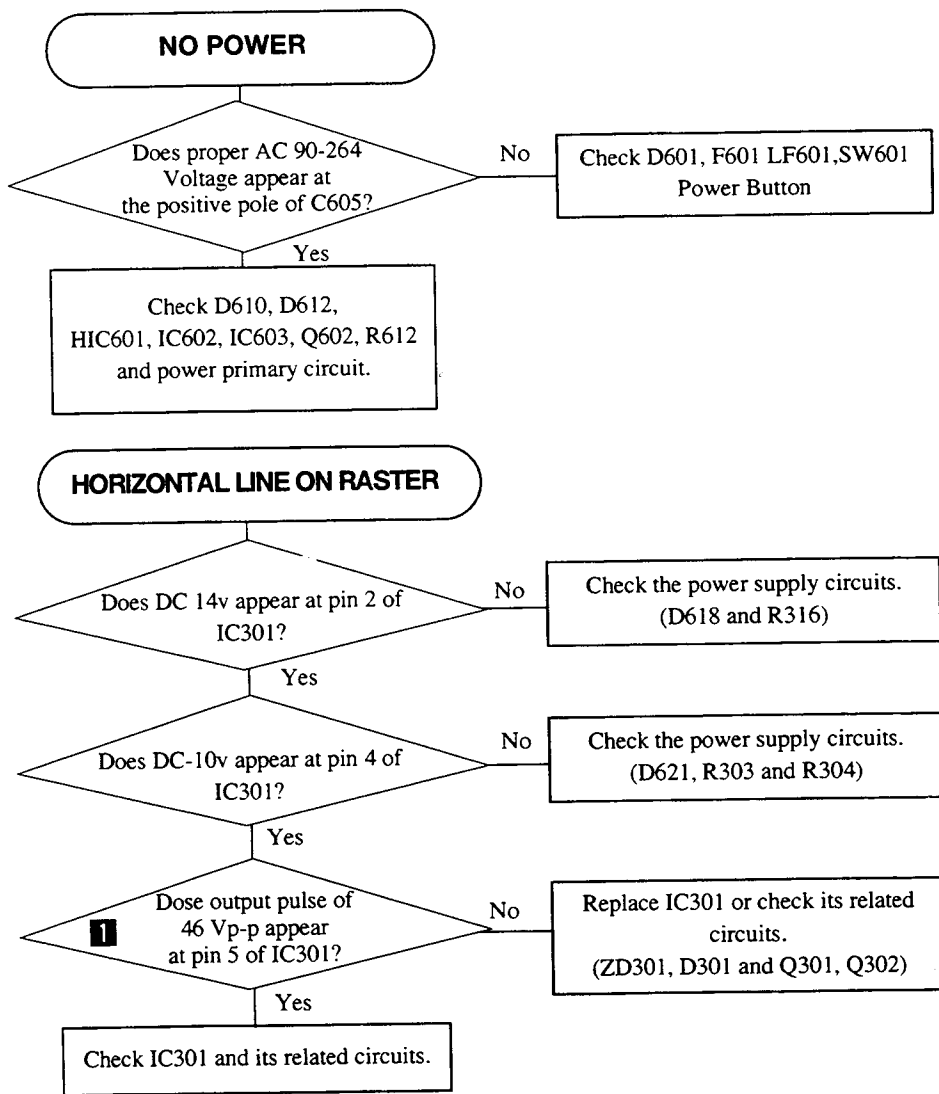 NO POWER
Does proper AC 90-264
Voltage appear at
the positive pole of C605?
No
Check D601, F601 LF601,SW601
Power Button
Yes
Check D610, D612,
HIC601, IC602, IC603, Q602, R612
and power primary circuit.
HORIZONTAL LINE ON RASTER
Does DC 14v appear at pin 2 of
IC301?
No
Check the power supply circuits.
(D618 and R316)
Yes
Does DC-10v appear at pin 4 of
IC301?
No
Check the power supply circuits.
(D621, R303 and R304)
Yes
1
Dose output pulse of
46 Vp-p appear
at pin 5 of IC301?
No
Replace IC301 or check its related
circuits.
(ZD301, D301 and Q301, Q302)
Yes
Check IC301 and its related circuits.